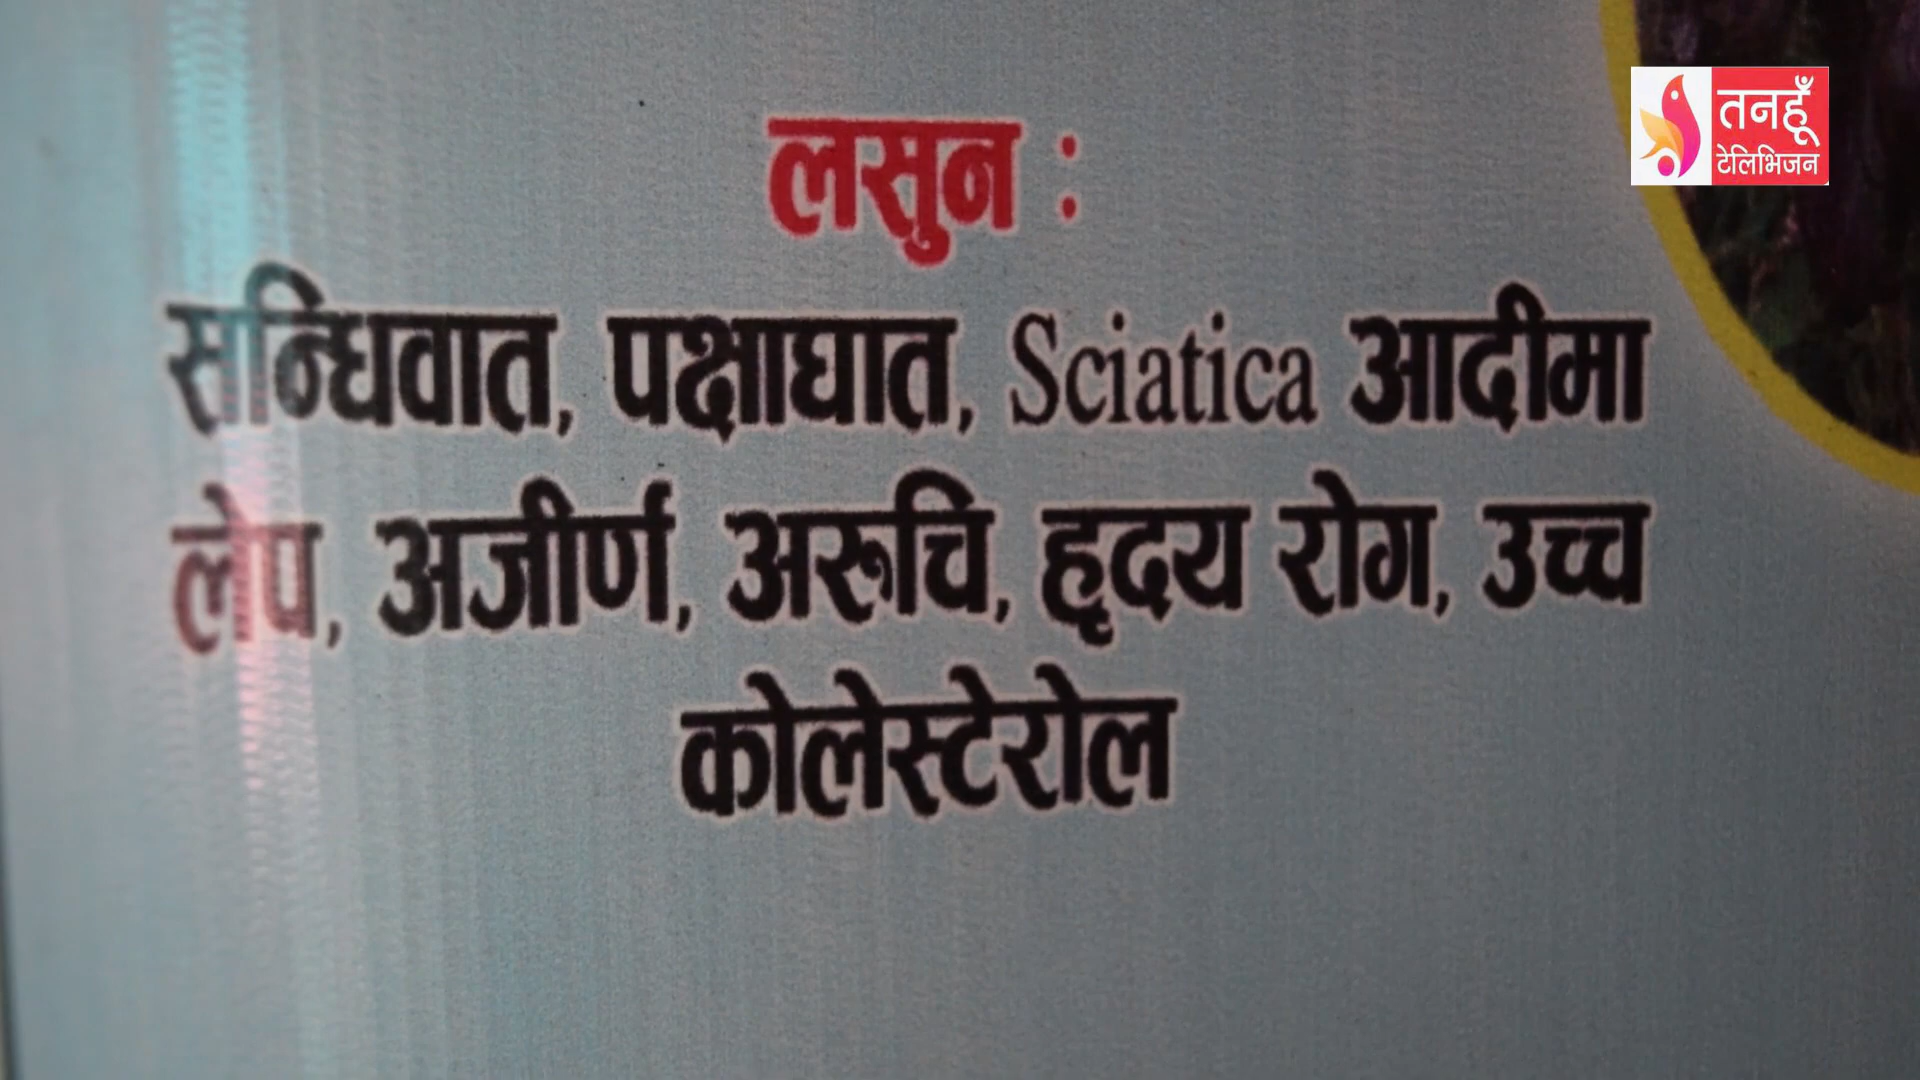 तनहूँ
टेलिभिजन
लसुन :
सन्धिवात, पक्षाघात, Sciatica आदीमा
लेप, अजीर्ण, अरूचि, हृदय रोग, उच्च
कोलेस्टेरोल